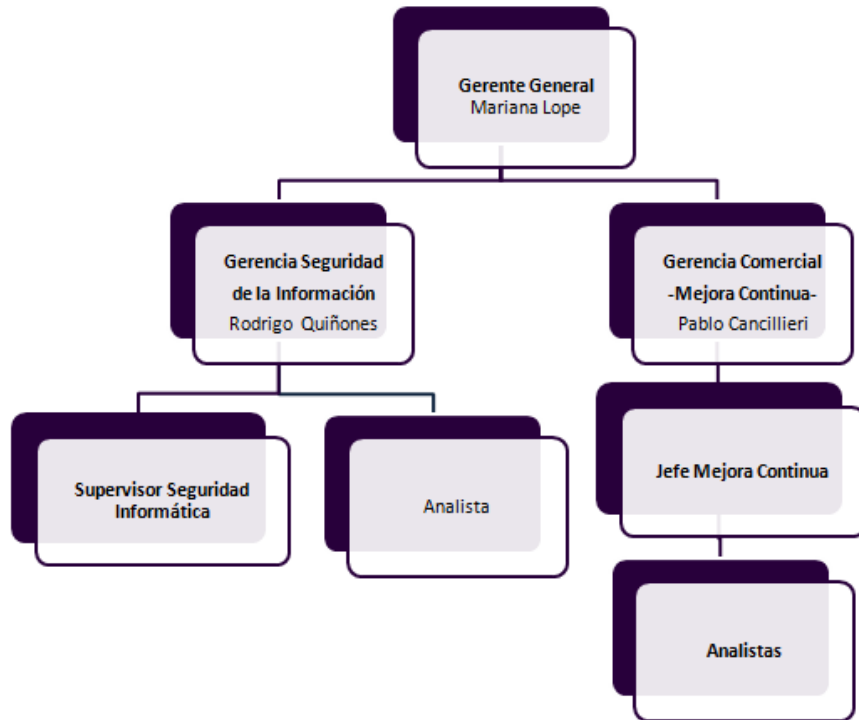 Gerente General
Mariana Lope
Gerencia Seguridad
de la Información
Rodrigo Quiñones
Gerencia Comercial
-Mejora Continua-
Pablo Cancillieri
Supervisor Seguridad
Informática
Analista
Jefe Mejora Continua
Analistas